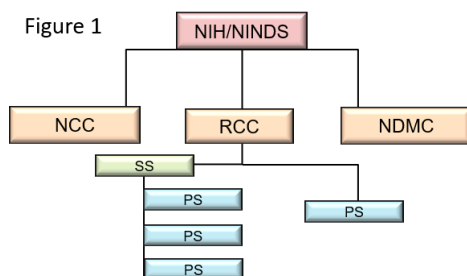 Figure 1
NIH/NINDS
NCC
RCC
NDMC
SS
PS
PS
PS
PS